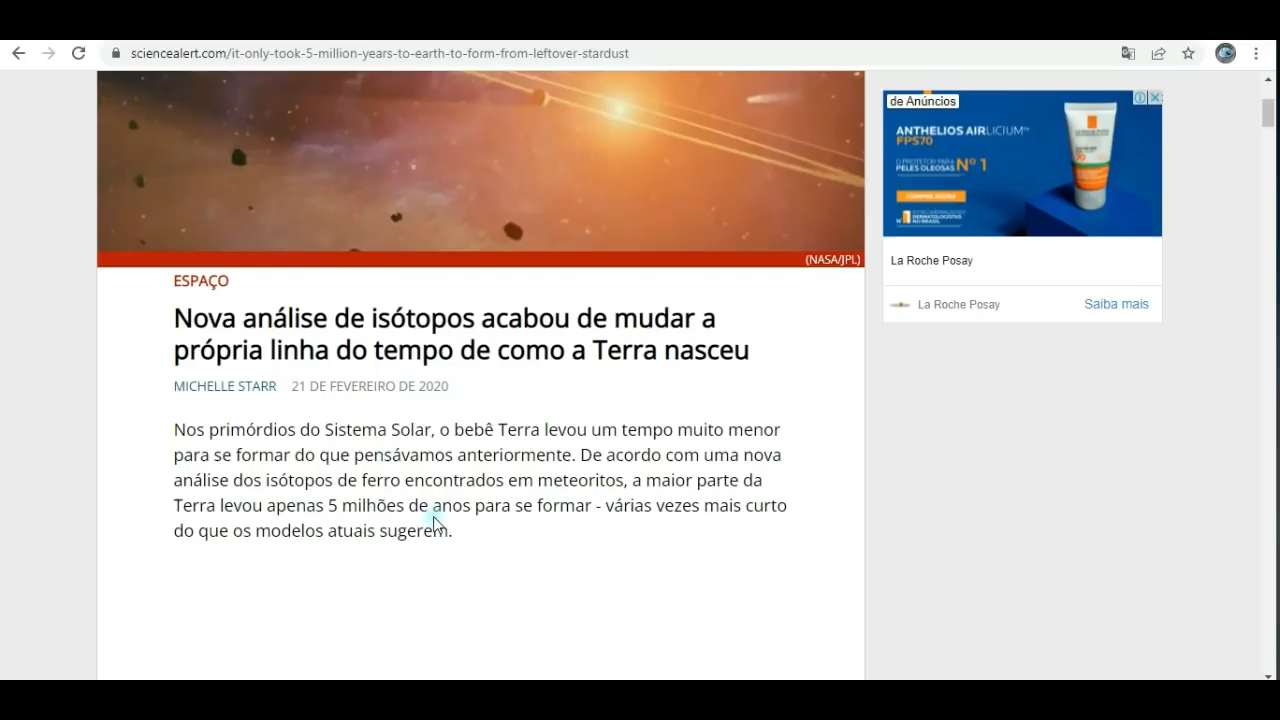 sciencealert.com/it-only-took-5-million-years-to-earth-to-form-from-leftover-stardust
de Anúncios
ANTHELIOS AIRLICIUM™
FPS70
O PROTETOR PARA
PELES OLEOSAS Nº 1
COMPRE AGORA
(NASA/JPL)
La Roche Posay
La Roche Posay
Saiba mais
ESPAÇO
Nova análise de isótopos acabou de mudar a
própria linha do tempo de como a Terra nasceu
MICHELLE STARR 21 DE FEVEREIRO DE 2020
Nos primórdios do Sistema Solar, o bebê Terra levou um tempo muito menor
para se formar do que pensávamos anteriormente. De acordo com uma nova
análise dos isótopos de ferro encontrados em meteoritos, a maior parte da
Terra levou apenas 5 milhões de anos para se formar - várias vezes mais curto
do que os modelos atuais sugerem.